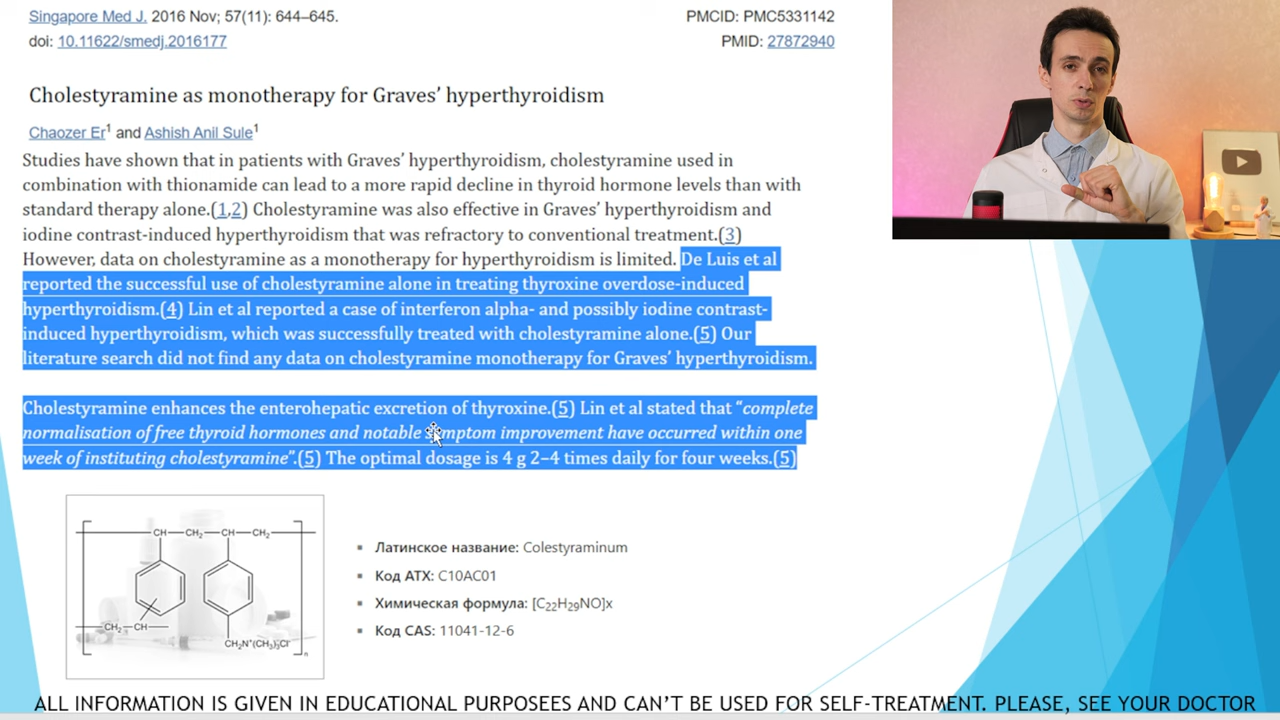 Singapore Med J. 2016 Nov; 57(11): 644–645.
PMCID: PMC5331142
doi: 10.11622/smedj.2016177
PMID: 27872940
Cholestyramine as monotherapy for Graves’ hyperthyroidism
Chaozer Er1 and Ashish Anil Sule1
Studies have shown that in patients with Graves’ hyperthyroidism, cholestyramine used in
combination with thionamide can lead to a more rapid decline in thyroid hormone levels than with
standard therapy alone.(1,2) Cholestyramine was also effective in Graves’ hyperthyroidism and
iodine contrast-induced hyperthyroidism that was refractory to conventional treatment.(3)
However, data on cholestyramine as a monotherapy for hyperthyroidism is limited. De Luis et al
reported the successful use of cholestyramine alone in treating thyroxine overdose-induced
hyperthyroidism.(4) Lin et al reported a case of interferon alpha- and possibly iodine contrast-
induced hyperthyroidism, which was successfully treated with cholestyramine alone.(5) Our
literature search did not find any data on cholestyramine monotherapy for Graves’ hyperthyroidism.
Cholestyramine enhances the enterohepatic excretion of thyroxine.(5) Lin et al stated that “complete
normalisation of free thyroid hormones and notable symptom improvement have occurred within one
week of instituting cholestyramine”.(5) The optimal dosage is 4 g 2–4 times daily for four weeks.(5)
CH—CH2—CH—CH2
CH2—CH
CH2N+(CH3)3Cl-
n
Латинское название: Colestyraminum
Код АТХ: C10AC01
Химическая формула: [C22H29NO]x
Код CAS: 11041-12-6
ALL INFORMATION IS GIVEN IN EDUCATIONAL PURPOSEES AND CAN’T BE USED FOR SELF-TREATMENT. PLEASE, SEE YOUR DOCTOR